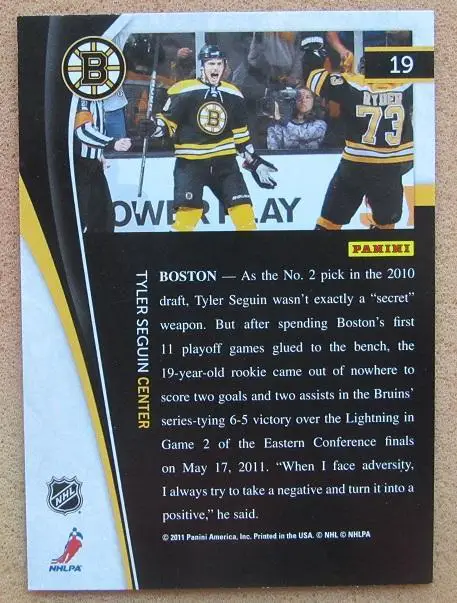 B
19
B
RYDER
73
POWER PLAY
PANINI
TYLER SEGUIN CENTER
BOSTON — As the No. 2 pick in the 2010
draft, Tyler Seguin wasn't exactly a “secret”
weapon. But after spending Boston's first
11 playoff games glued to the bench, the
19-year-old rookie came out of nowhere to
score two goals and two assists in the Bruins'
series-tying 6-5 victory over the Lightning in
Game 2 of the Eastern Conference finals
on May 17, 2011. “When I face adversity,
I always try to take a negative and turn it into a
positive,” he said.
© 2011 Panini America, Inc. Printed in the USA. © NHL © NHLPA
NHL
NHLPA